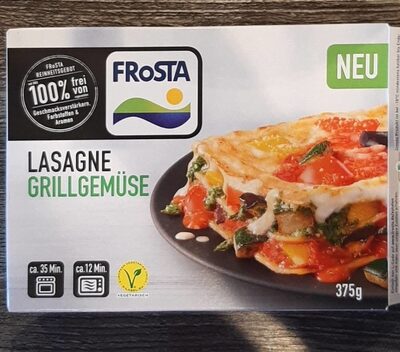 FRoSTA
REINHEITSGEBOT
100% frei
von
Geschmacksverstärkern,
Farbstoffen &
Aromen
FRoSTA
NEU
LASAGNE
GRILLGEMÜSE
ca. 35 Min.
ca. 12 Min.
V
VEGETARISCH
375g